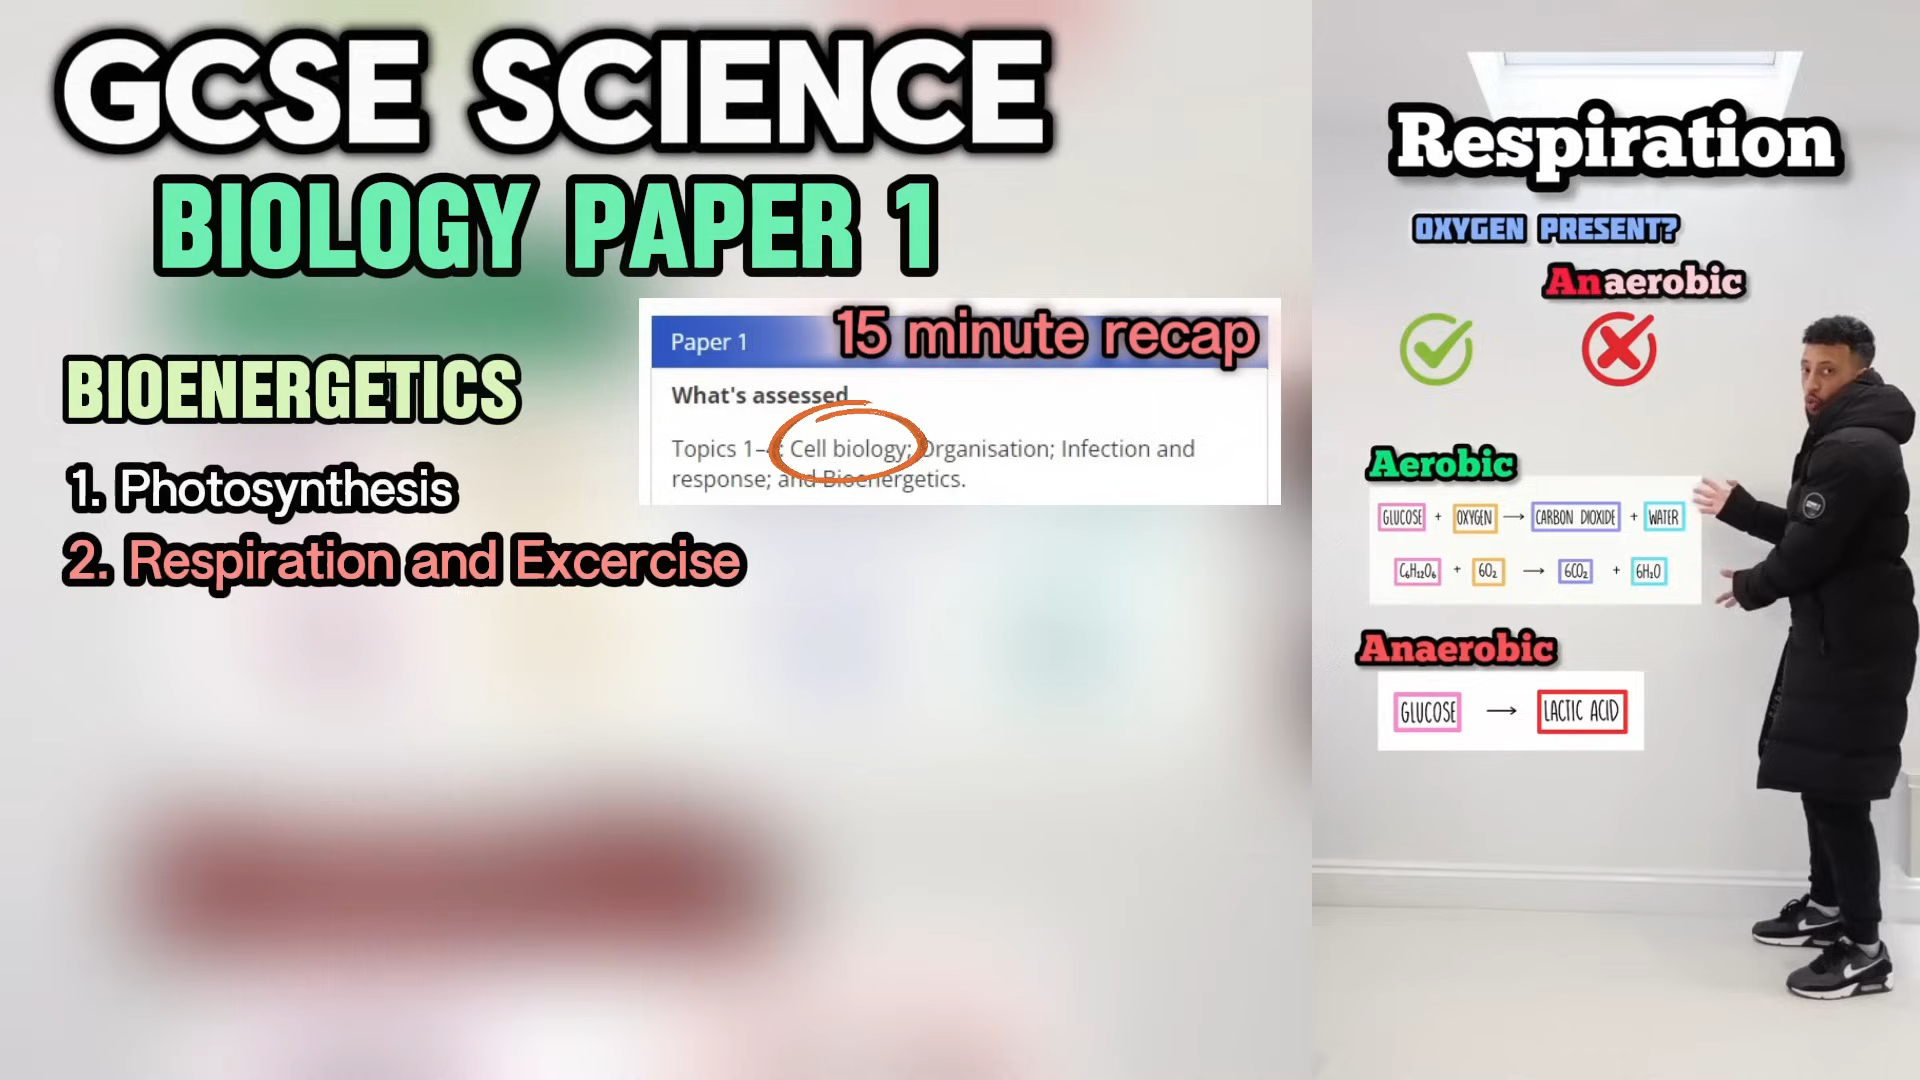 GCSE SCIENCE
BIOLOGY PAPER 1
15 minute recap
Paper 1
What's assessed
Topics 1–4: Cell biology; Organisation; Infection and
response; and Bioenergetics.
BIOENERGETICS
1. Photosynthesis
2. Respiration and Excercise
Respiration
OXYGEN PRESENT?
Anaerobic
Aerobic
GLUCOSE + OXYGEN → CARBON DIOXIDE + WATER
C₆H₁₂O₆ + 6O₂ → 6CO₂ + 6H₂O
Anaerobic
GLUCOSE → LACTIC ACID